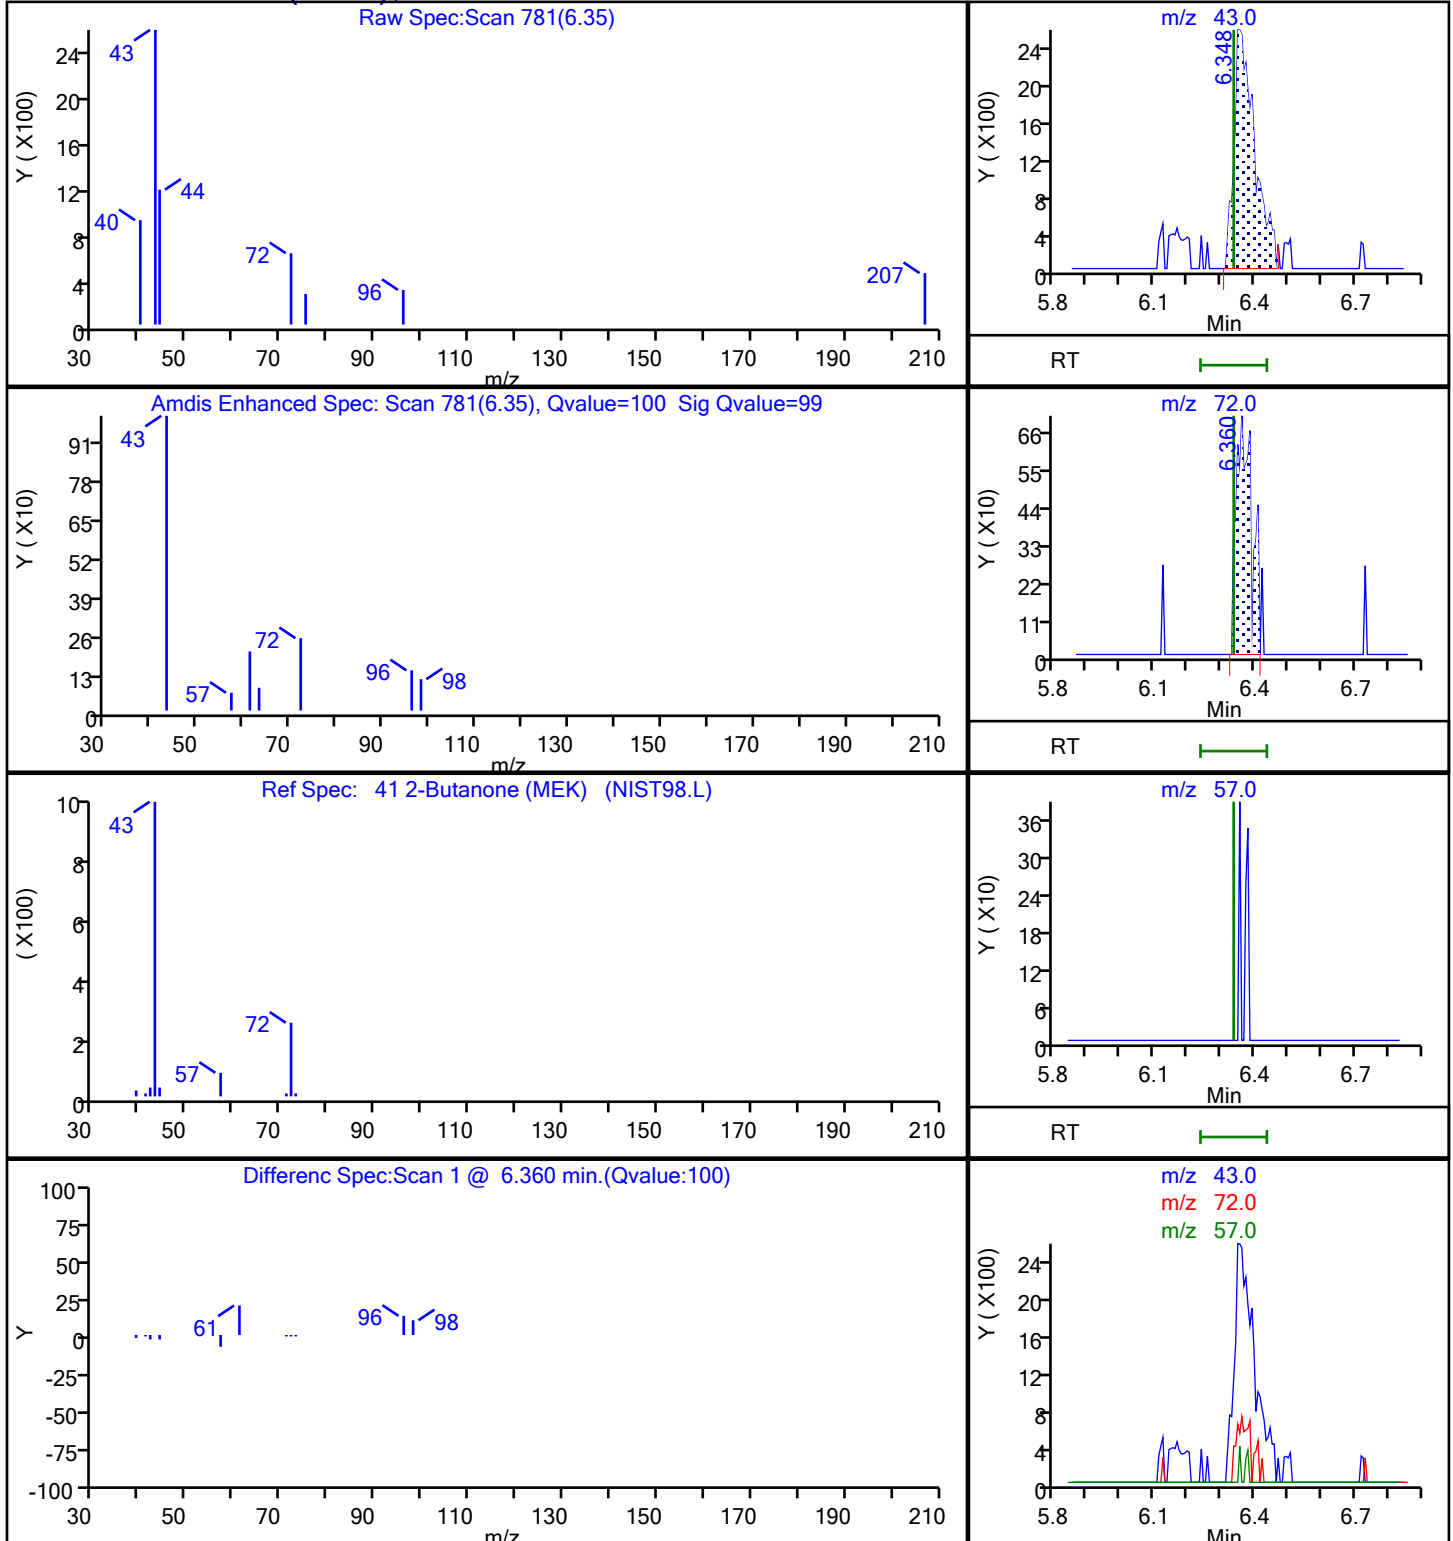 Raw Spec:Scan 781(6.35)
Y ( X100)
24
20
16
12
8
4
0
43
44
40
72
96
207
30 50 70 90 110 130 150 170 190 210
m/z
m/z 43.0
Y ( X100)
24
20
16
12
8
4
0
6.348
5.8 6.1 6.4 6.7
Min
RT
Amdis Enhanced Spec: Scan 781(6.35), Qvalue=100 Sig Qvalue=99
Y ( X10)
91
78
65
52
39
26
13
0
43
57
72
96
98
30 50 70 90 110 130 150 170 190 210
m/z
m/z 72.0
Y ( X10)
66
55
44
33
22
11
0
6.360
5.8 6.1 6.4 6.7
Min
RT
Ref Spec: 41 2-Butanone (MEK) (NIST98.L)
( X100)
10
8
6
4
2
0
43
57
72
30 50 70 90 110 130 150 170 190 210
m/z 57.0
Y ( X10)
36
30
24
18
12
6
0
5.8 6.1 6.4 6.7
Min
RT
Differenc Spec:Scan 1 @ 6.360 min.(Qvalue:100)
Y
100
75
50
25
0
-25
-50
-75
-100
61
96
98
30 50 70 90 110 130 150 170 190 210
m/z
m/z 43.0
m/z 72.0
m/z 57.0
Y ( X100)
24
20
16
12
8
4
0
5.8 6.1 6.4 6.7
Min